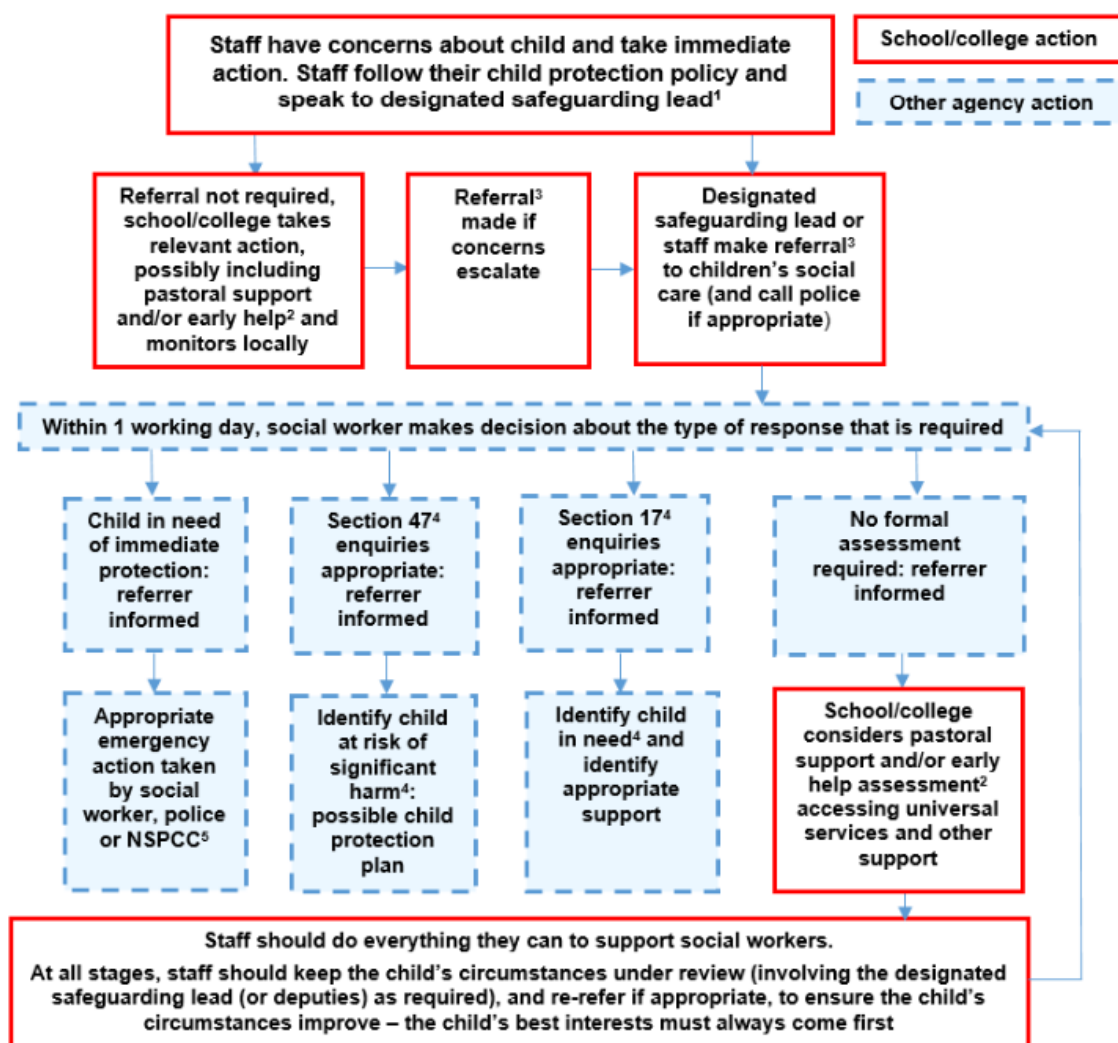 Staff have concerns about child and take immediate
action. Staff follow their child protection policy and
speak to designated safeguarding lead¹
School/college action
Other agency action
Referral not required,
school/college takes
relevant action,
possibly including
pastoral support
and/or early help² and
monitors locally
Referral³
made if
concerns
escalate
Designated
safeguarding lead or
staff make referral³
to children’s social
care (and call police
if appropriate)
Within 1 working day, social worker makes decision about the type of response that is required
Child in need
of immediate
protection:
referrer
informed
Section 47⁴
enquiries
appropriate:
referrer
informed
Section 17⁴
enquiries
appropriate:
referrer
informed
No formal
assessment
required: referrer
informed
Appropriate
emergency
action taken
by social
worker, police
or NSPCC⁵
Identify child
at risk of
significant
harm⁴:
possible child
protection
plan
Identify child
in need⁴ and
identify
appropriate
support
School/college
considers pastoral
support and/or early
help assessment²
accessing universal
services and other
support
Staff should do everything they can to support social workers.
At all stages, staff should keep the child’s circumstances under review (involving the designated
safeguarding lead (or deputies) as required), and re-refer if appropriate, to ensure the child’s
circumstances improve – the child’s best interests must always come first